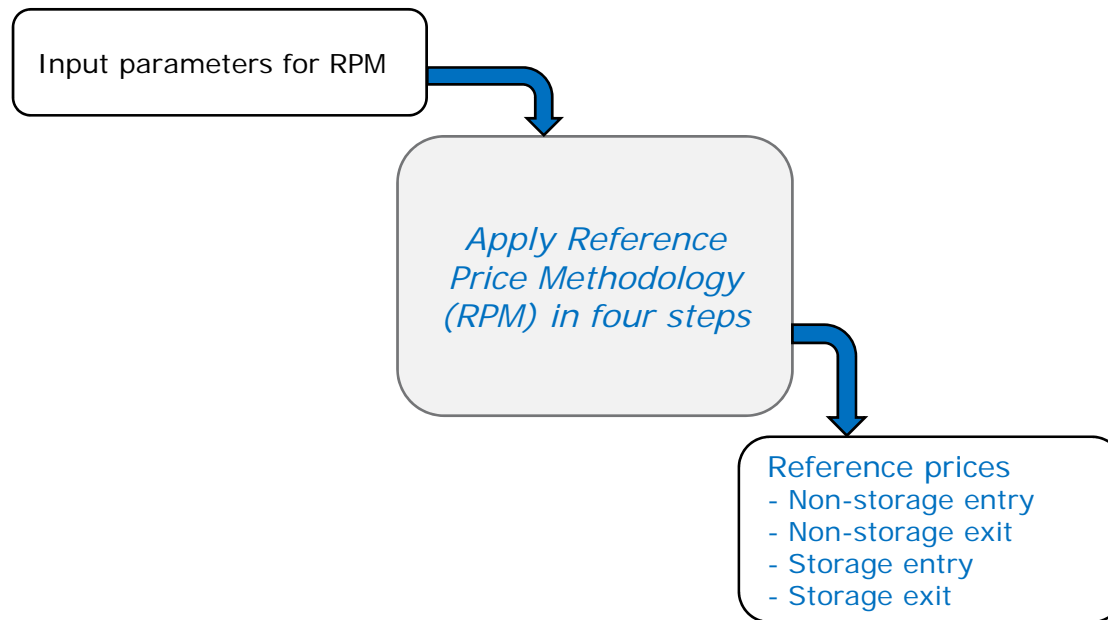 Input parameters for RPM
Apply Reference
Price Methodology
(RPM) in four steps
Reference prices
- Non-storage entry
- Non-storage exit
- Storage entry
- Storage exit